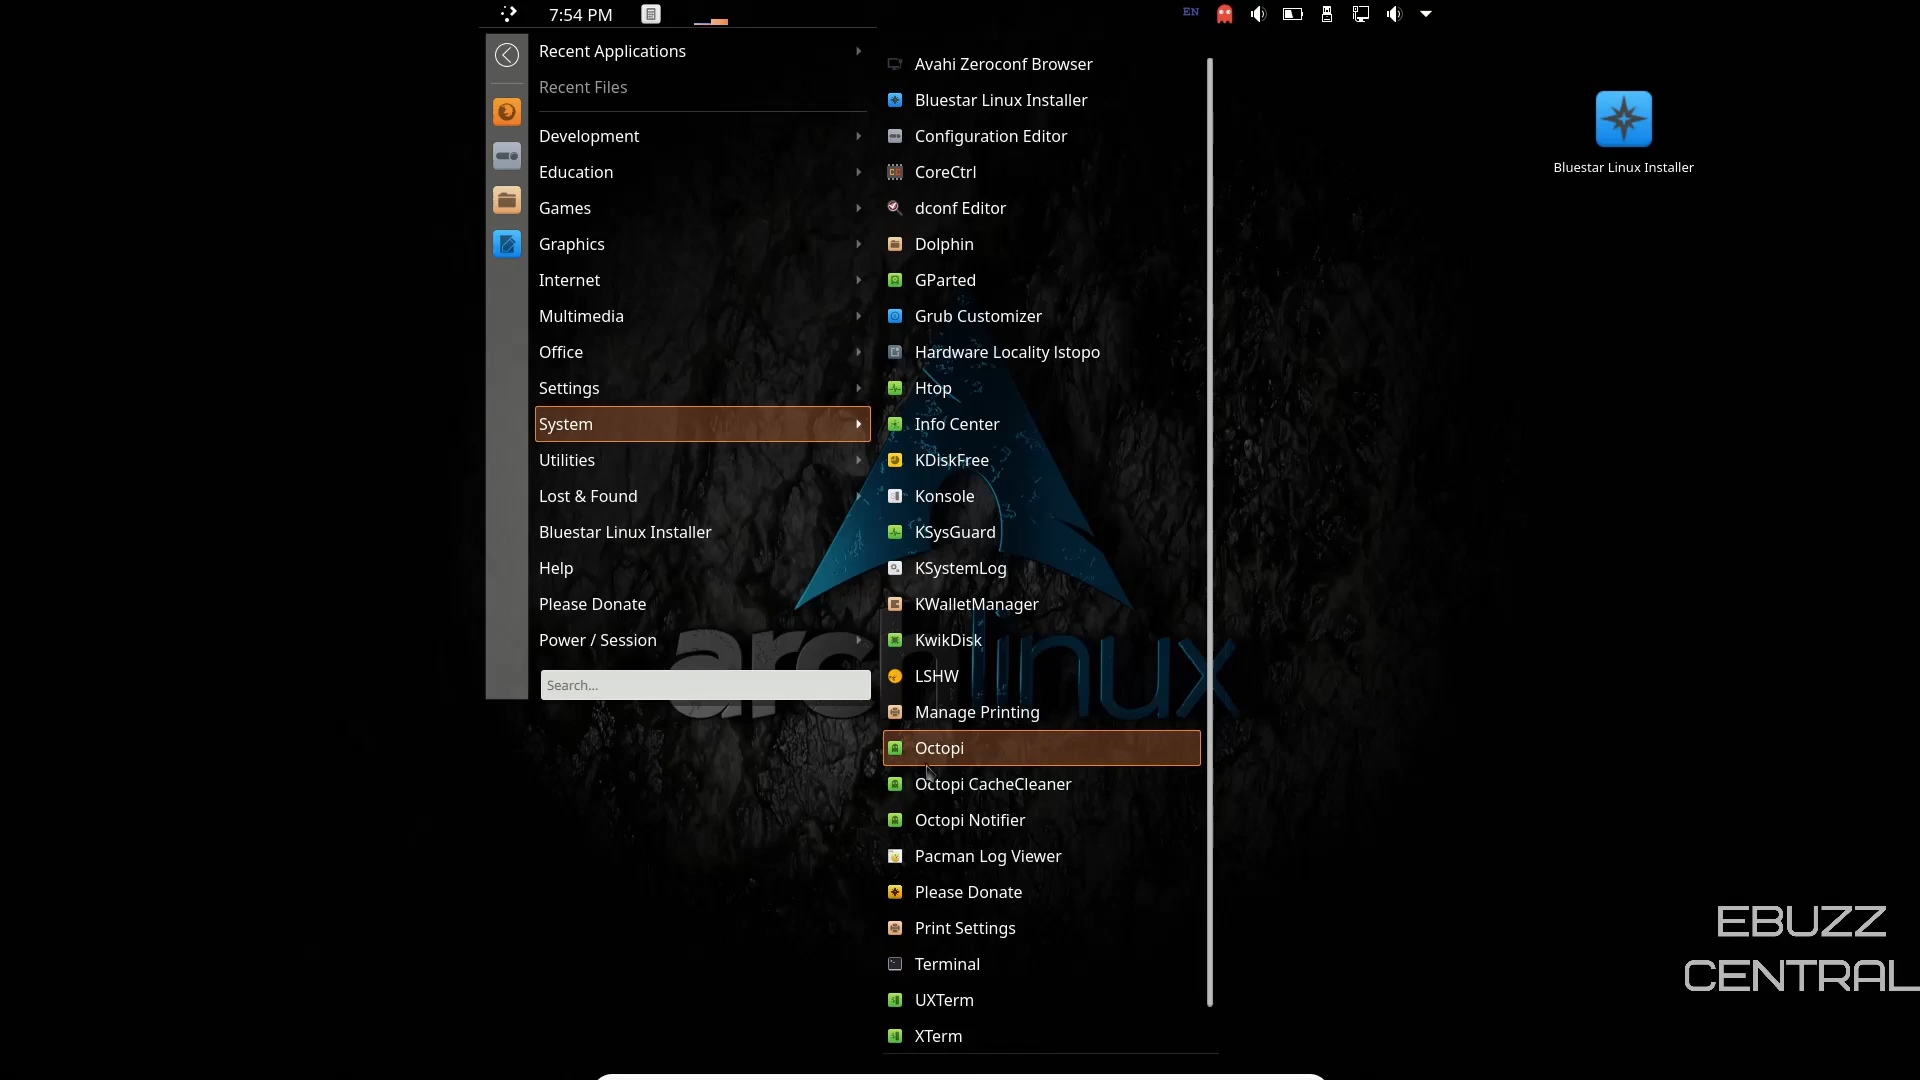 7:54 PM
EN
Recent Applications
Recent Files
Development
Education
Games
Graphics
Internet
Multimedia
Office
Settings
System
Utilities
Lost & Found
Bluestar Linux Installer
Help
Please Donate
Power / Session
Search...
Avahi Zeroconf Browser
Bluestar Linux Installer
Configuration Editor
CoreCtrl
dconf Editor
Dolphin
GParted
Grub Customizer
Hardware Locality lstopo
Htop
Info Center
KDiskFree
Konsole
KSysGuard
KSystemLog
KWalletManager
KwikDisk
LSHW
Manage Printing
Octopi
Octopi CacheCleaner
Octopi Notifier
Pacman Log Viewer
Please Donate
Print Settings
Terminal
UXTerm
XTerm
Bluestar Linux Installer
arch linux
EBUZZ
CENTRAL